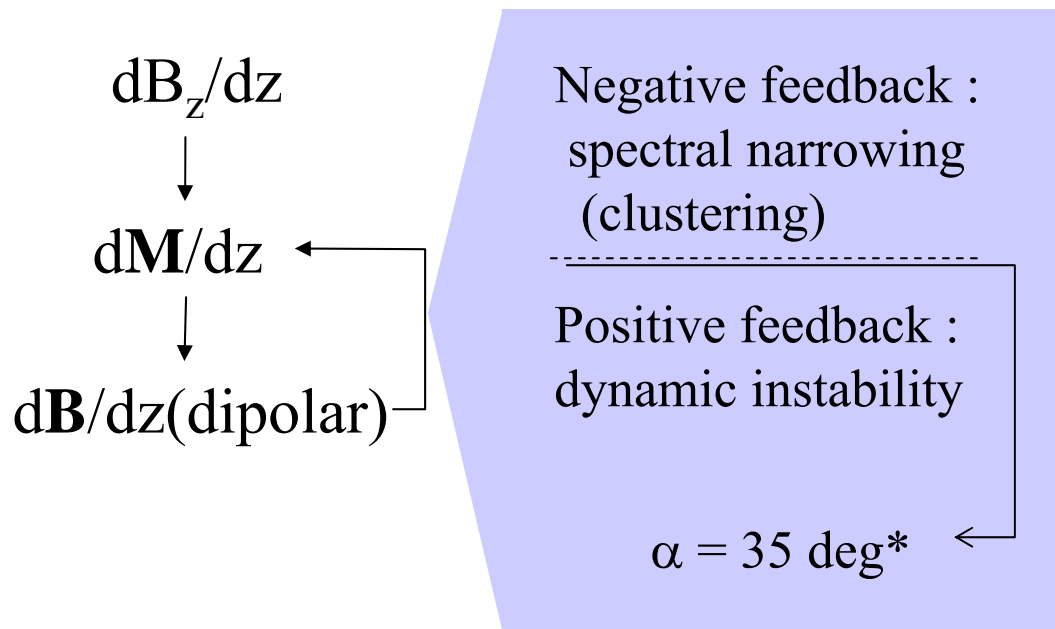 dB_z/dz
dM/dz
dB/dz(dipolar)
Negative feedback :
spectral narrowing
(clustering)
Positive feedback :
dynamic instability
α = 35 deg*